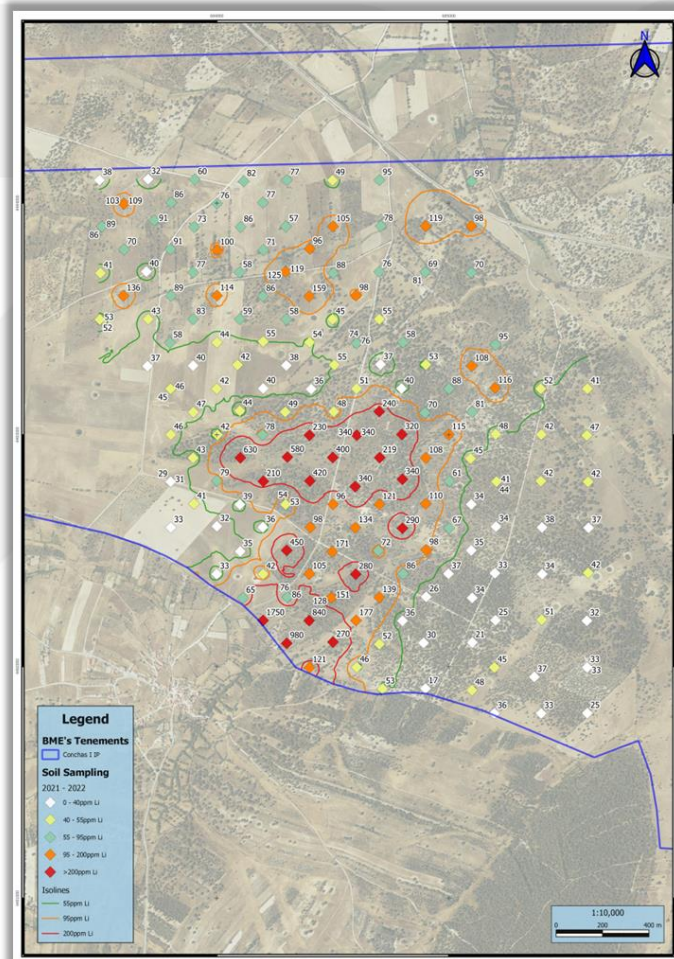 N
38 32 60 82 77 49 95 95
103 109 86 76 77
89 91 73 86 57 105 78 119 98
86
70 91 100 71 96
41 40 77 58 125 119 88 76 69 70
81
136 89 114 86 159 98
53 43 83 59 58 45 55
52
58 44 55 54 74 76 58 95
37 40 42 38 55 37 53 108
45 46 42 40 36 51 40 88 116 52 41
47 44 49 48 240 70 81
46 42 78 230 340 340 320 115 48 42 47
43 630 580 400 219 108 45
29 31 79 210 420 340 340 61 41 42 42
44
41 39 54 53 96 121 110 34
33 32 36 98 134 290 67 34 38 37
35 450 171 72 98 35
33 42 105 280 86 37 33 34 42
65 76 86 128 151 139 26 34
1750 840 177 36 25 51 32
980 270 52 30 21
121 46 45 37 33
33
53 17 48
36 33 25
Legend
BME's Tenements
Conchas I IP
Soil Sampling
2021 - 2022
0 - 40ppm Li
40 - 55ppm Li
55 - 95ppm Li
95 - 200ppm Li
>200ppm Li
Isolines
55ppm Li
95ppm Li
200ppm Li
1:10,000
0 200 400 m